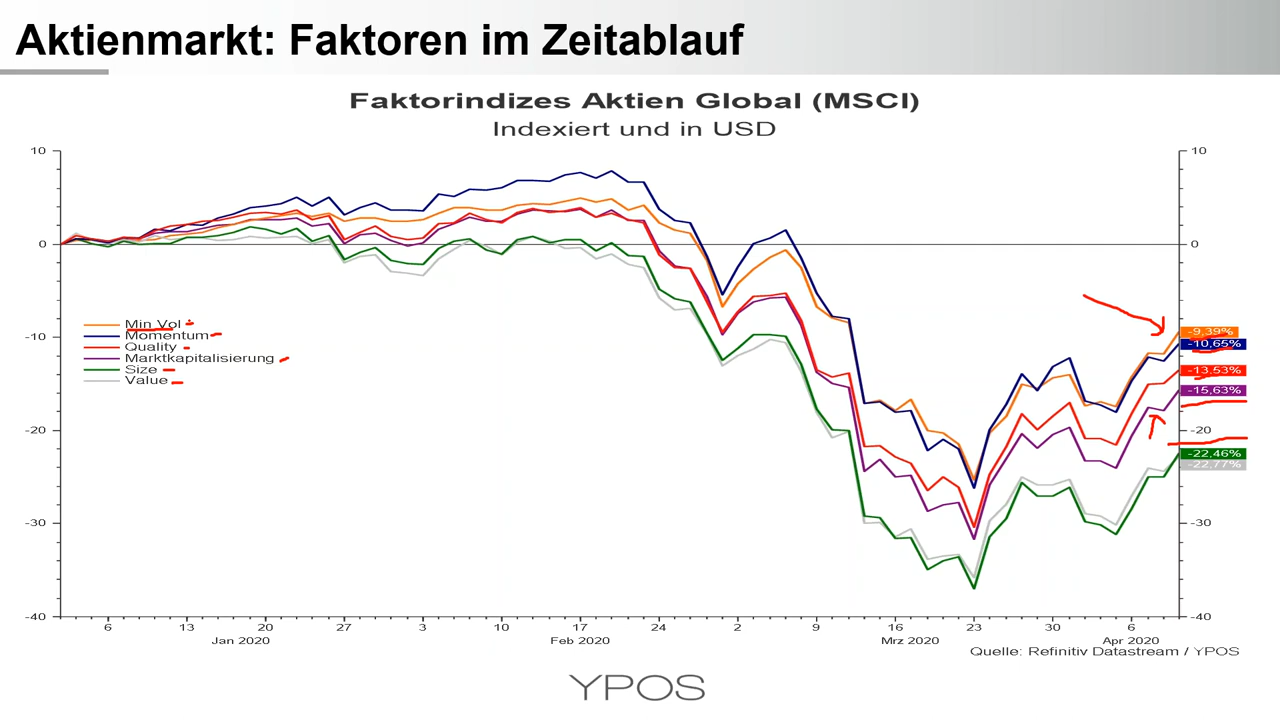 Aktienmarkt: Faktoren im Zeitablauf
Faktorindizes Aktien Global (MSCI)
Indexiert und in USD
10
0
-10
-20
-30
-40
10
0
-20
-30
-40
Min Vol
Momentum
Quality
Marktkapitalisierung
Size
Value
-9,39%
-10,65%
-13,53%
-15,63%
-22,46%
-22,77%
6 13 20 27 3 10 17 24 2 9 16 23 30 6
Jan 2020 Feb 2020 Mrz 2020 Apr 2020
Quelle: Refinitiv Datastream / YPOS
YPOS